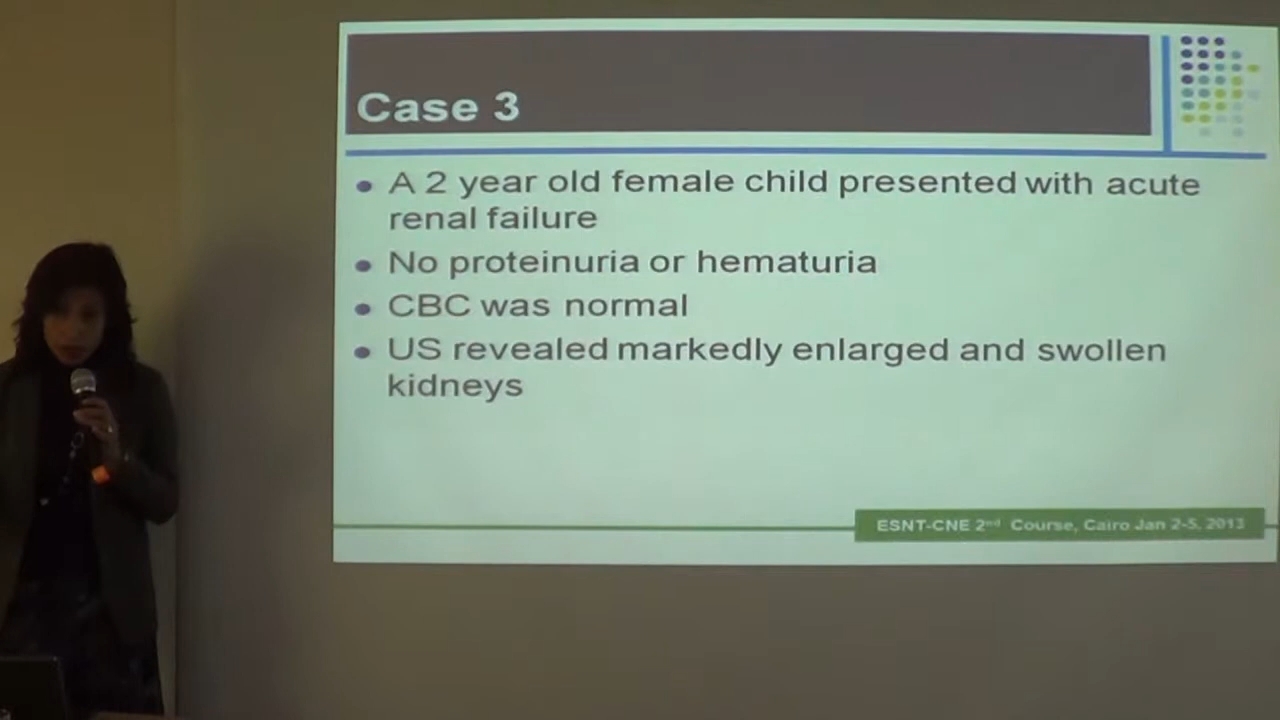 Case 3
A 2 year old female child presented with acute
renal failure
No proteinuria or hematuria
CBC was normal
US revealed markedly enlarged and swollen
kidneys
ESNT-CNE 2nd Course, Cairo Jan 2-5, 2013